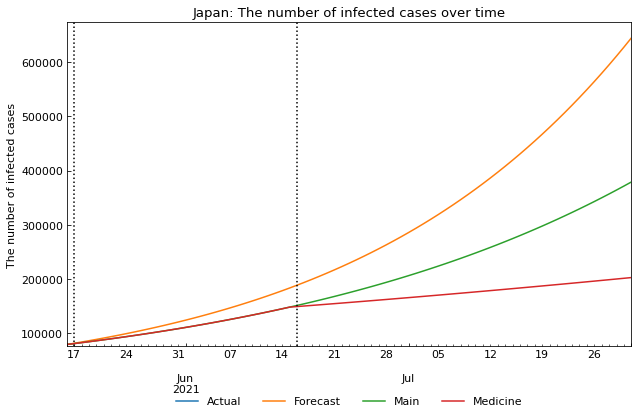 Japan: The number of infected cases over time
The number of infected cases
600000
500000
400000
300000
200000
100000
17 24 31 07 14 21 28 05 12 19 26
Jun Jul
2021
Actual Forecast Main Medicine